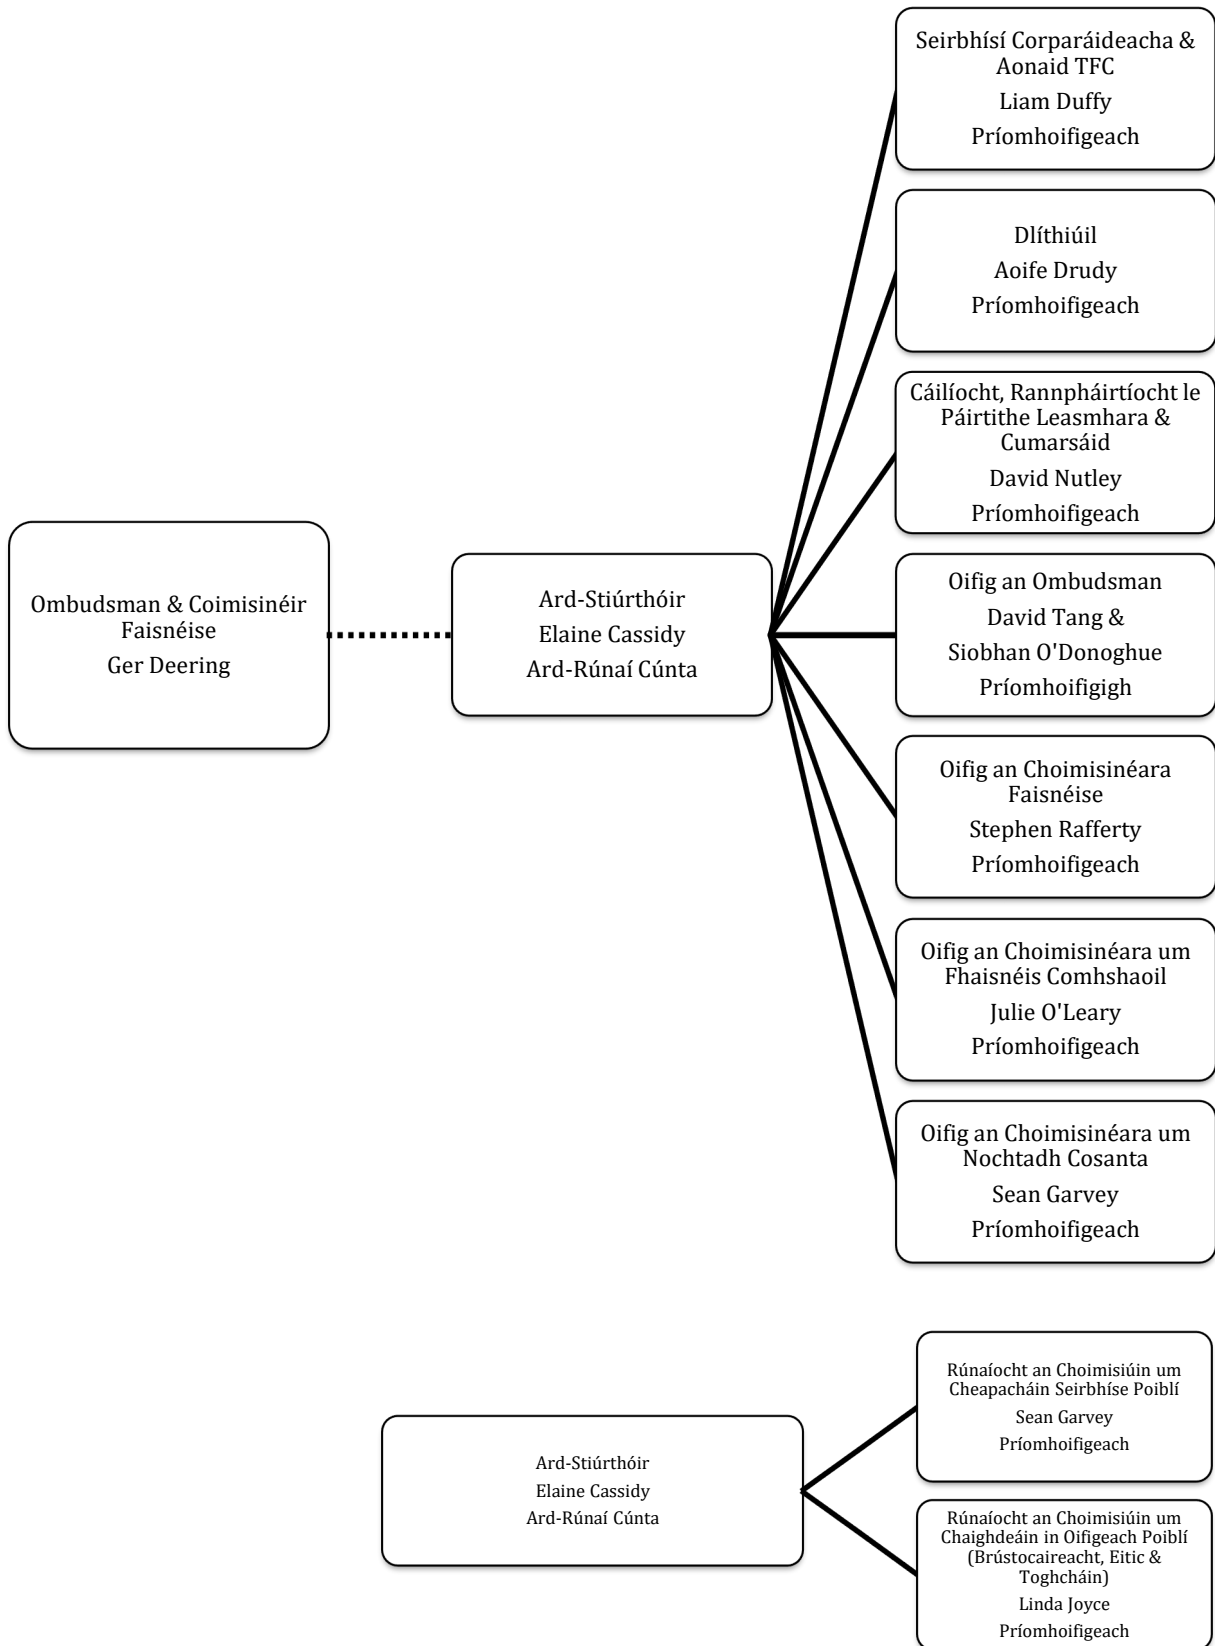 Ombudsman & Coimisinéir
Faisnéise
Ger Deering
Ard-Stiúrthóir
Elaine Cassidy
Ard-Rúnaí Cúnta
Seirbhísí Corparáideacha &
Aonaid TFC
Liam Duffy
Príomhoifigeach
Dlíthiúil
Aoife Drudy
Príomhoifigeach
Cáilíocht, Rannpháirtíocht le
Páirtithe Leasmhara &
Cumarsáid
David Nutley
Príomhoifigeach
Oifig an Ombudsman
David Tang &
Siobhan O'Donoghue
Príomhoifigigh
Oifig an Choimisinéara
Faisnéise
Stephen Rafferty
Príomhoifigeach
Oifig an Choimisinéara um
Fhaisnéis Comhshaoil
Julie O'Leary
Príomhoifigeach
Oifig an Choimisinéara um
Nochtadh Cosanta
Sean Garvey
Príomhoifigeach
Ard-Stiúrthóir
Elaine Cassidy
Ard-Rúnaí Cúnta
Rúnaíocht an Choimisiúin um
Cheapacháin Seirbhíse Poiblí
Sean Garvey
Príomhoifigeach
Rúnaíocht an Choimisiúin um
Chaighdeáin in Oifigeach Poiblí
(Brústocaireacht, Eitic &
Toghcháin)
Linda Joyce
Príomhoifigeach